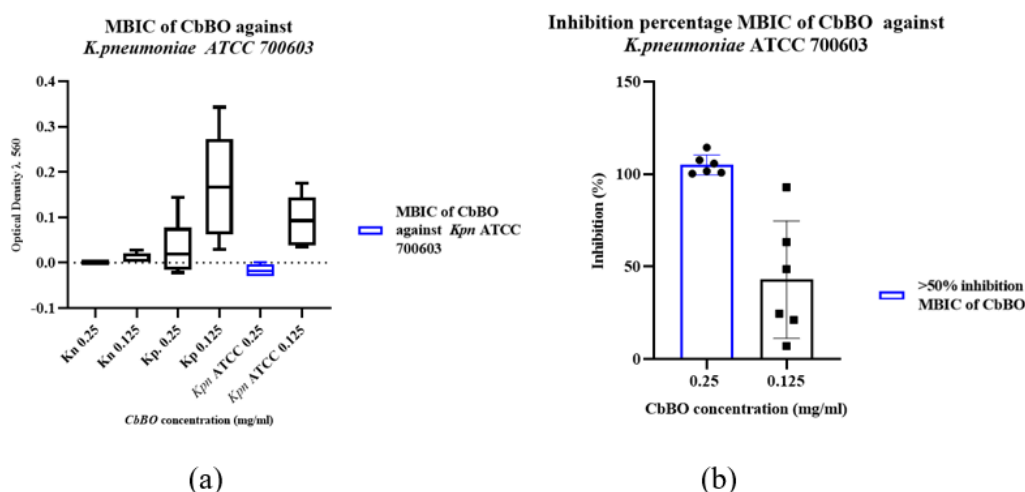 MBIC of CbBO against
K.pneumoniae ATCC 700603
0.4
0.3
0.2
0.1
0.0
-0.1
Optical Density λ 560
Kn 0.25
Kn 0.125
Kp. 0.25
Kp 0.125
Kpn ATCC 0.25
Kpn ATCC 0.125
CbBO concentration (mg/ml)
MBIC of CbBO
against Kpn ATCC
700603
(a)
Inhibition percentage MBIC of CbBO against
K.pneumoniae ATCC 700603
150
100
50
0
Inhibition (%)
0.25
0.125
CbBO concentration (mg/ml)
>50% inhibition
MBIC of CbBO
(b)